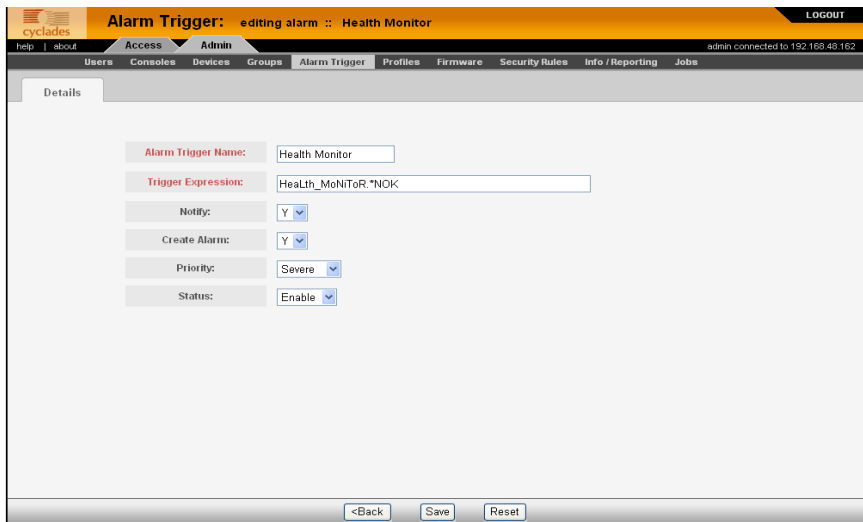 cyclades
Alarm Trigger: editing alarm :: Health Monitor
LOGOUT
help | about
Access Admin
admin connected to 192.168.48.162
Users Consoles Devices Groups Alarm Trigger Profiles Firmware Security Rules Info / Reporting Jobs
Details
Alarm Trigger Name: Health Monitor
Trigger Expression: HeaLth_MoNiToR.*NOK
Notify: Y
Create Alarm: Y
Priority: Severe
Status: Enable
<Back Save Reset